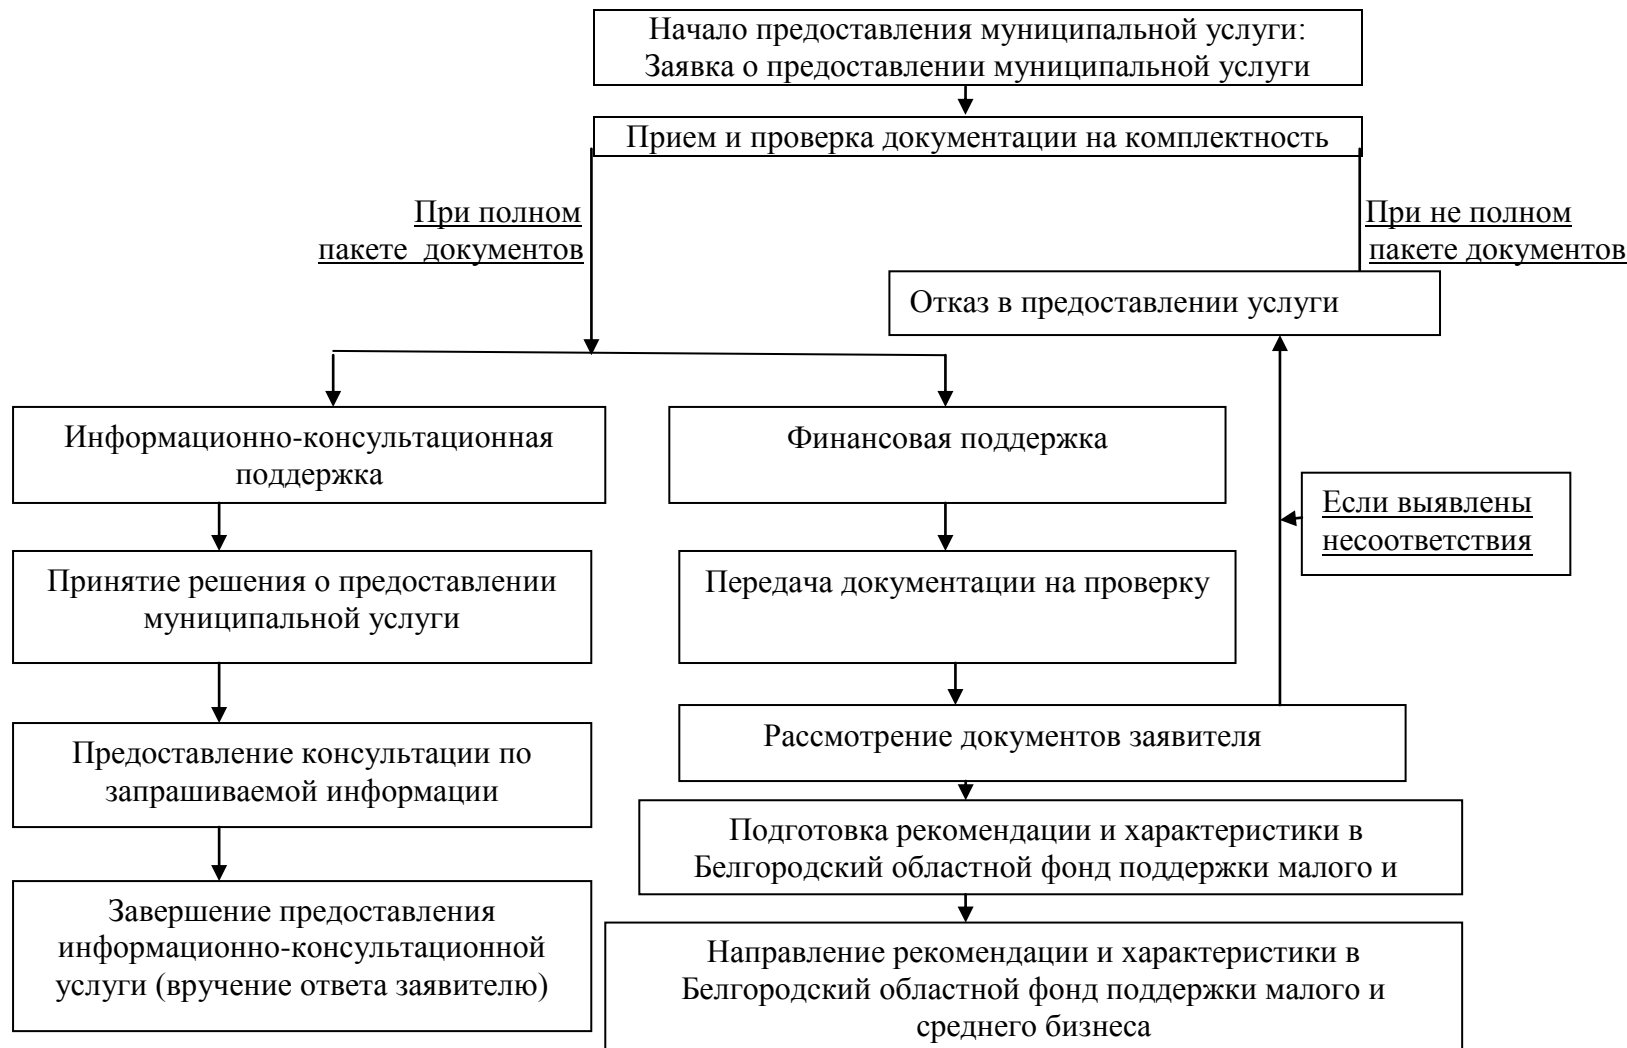 Начало предоставления муниципальной услуги:
Заявка о предоставлении муниципальной услуги
Прием и проверка документации на комплектность
При полном
пакете документов
При не полном
пакете документов
Отказ в предоставлении услуги
Информационно-консультационная
поддержка
Финансовая поддержка
Если выявлены
несоответствия
Принятие решения о предоставлении
муниципальной услуги
Передача документации на проверку
Предоставление консультации по
запрашиваемой информации
Рассмотрение документов заявителя
Подготовка рекомендации и характеристики в
Белгородский областной фонд поддержки малого и
Завершение предоставления
информационно-консультационной
услуги (вручение ответа заявителю)
Направление рекомендации и характеристики в
Белгородский областной фонд поддержки малого и
среднего бизнеса